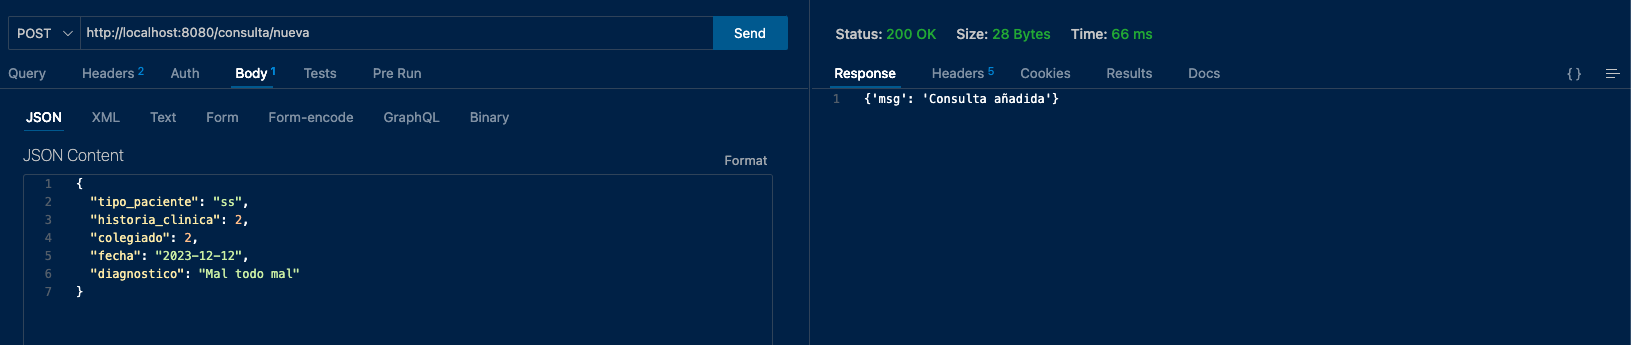 POST http://localhost:8080/consulta/nueva Send
Query Headers 2 Auth Body 1 Tests Pre Run
JSON XML Text Form Form-encode GraphQL Binary
JSON Content
Format
1 {
2 "tipo_paciente": "ss",
3 "historia_clinica": 2,
4 "colegiado": 2,
5 "fecha": "2023-12-12",
6 "diagnostico": "Mal todo mal"
7 }
Status: 200 OK Size: 28 Bytes Time: 66 ms
Response Headers 5 Cookies Results Docs { }
1 {'msg': 'Consulta añadida'}